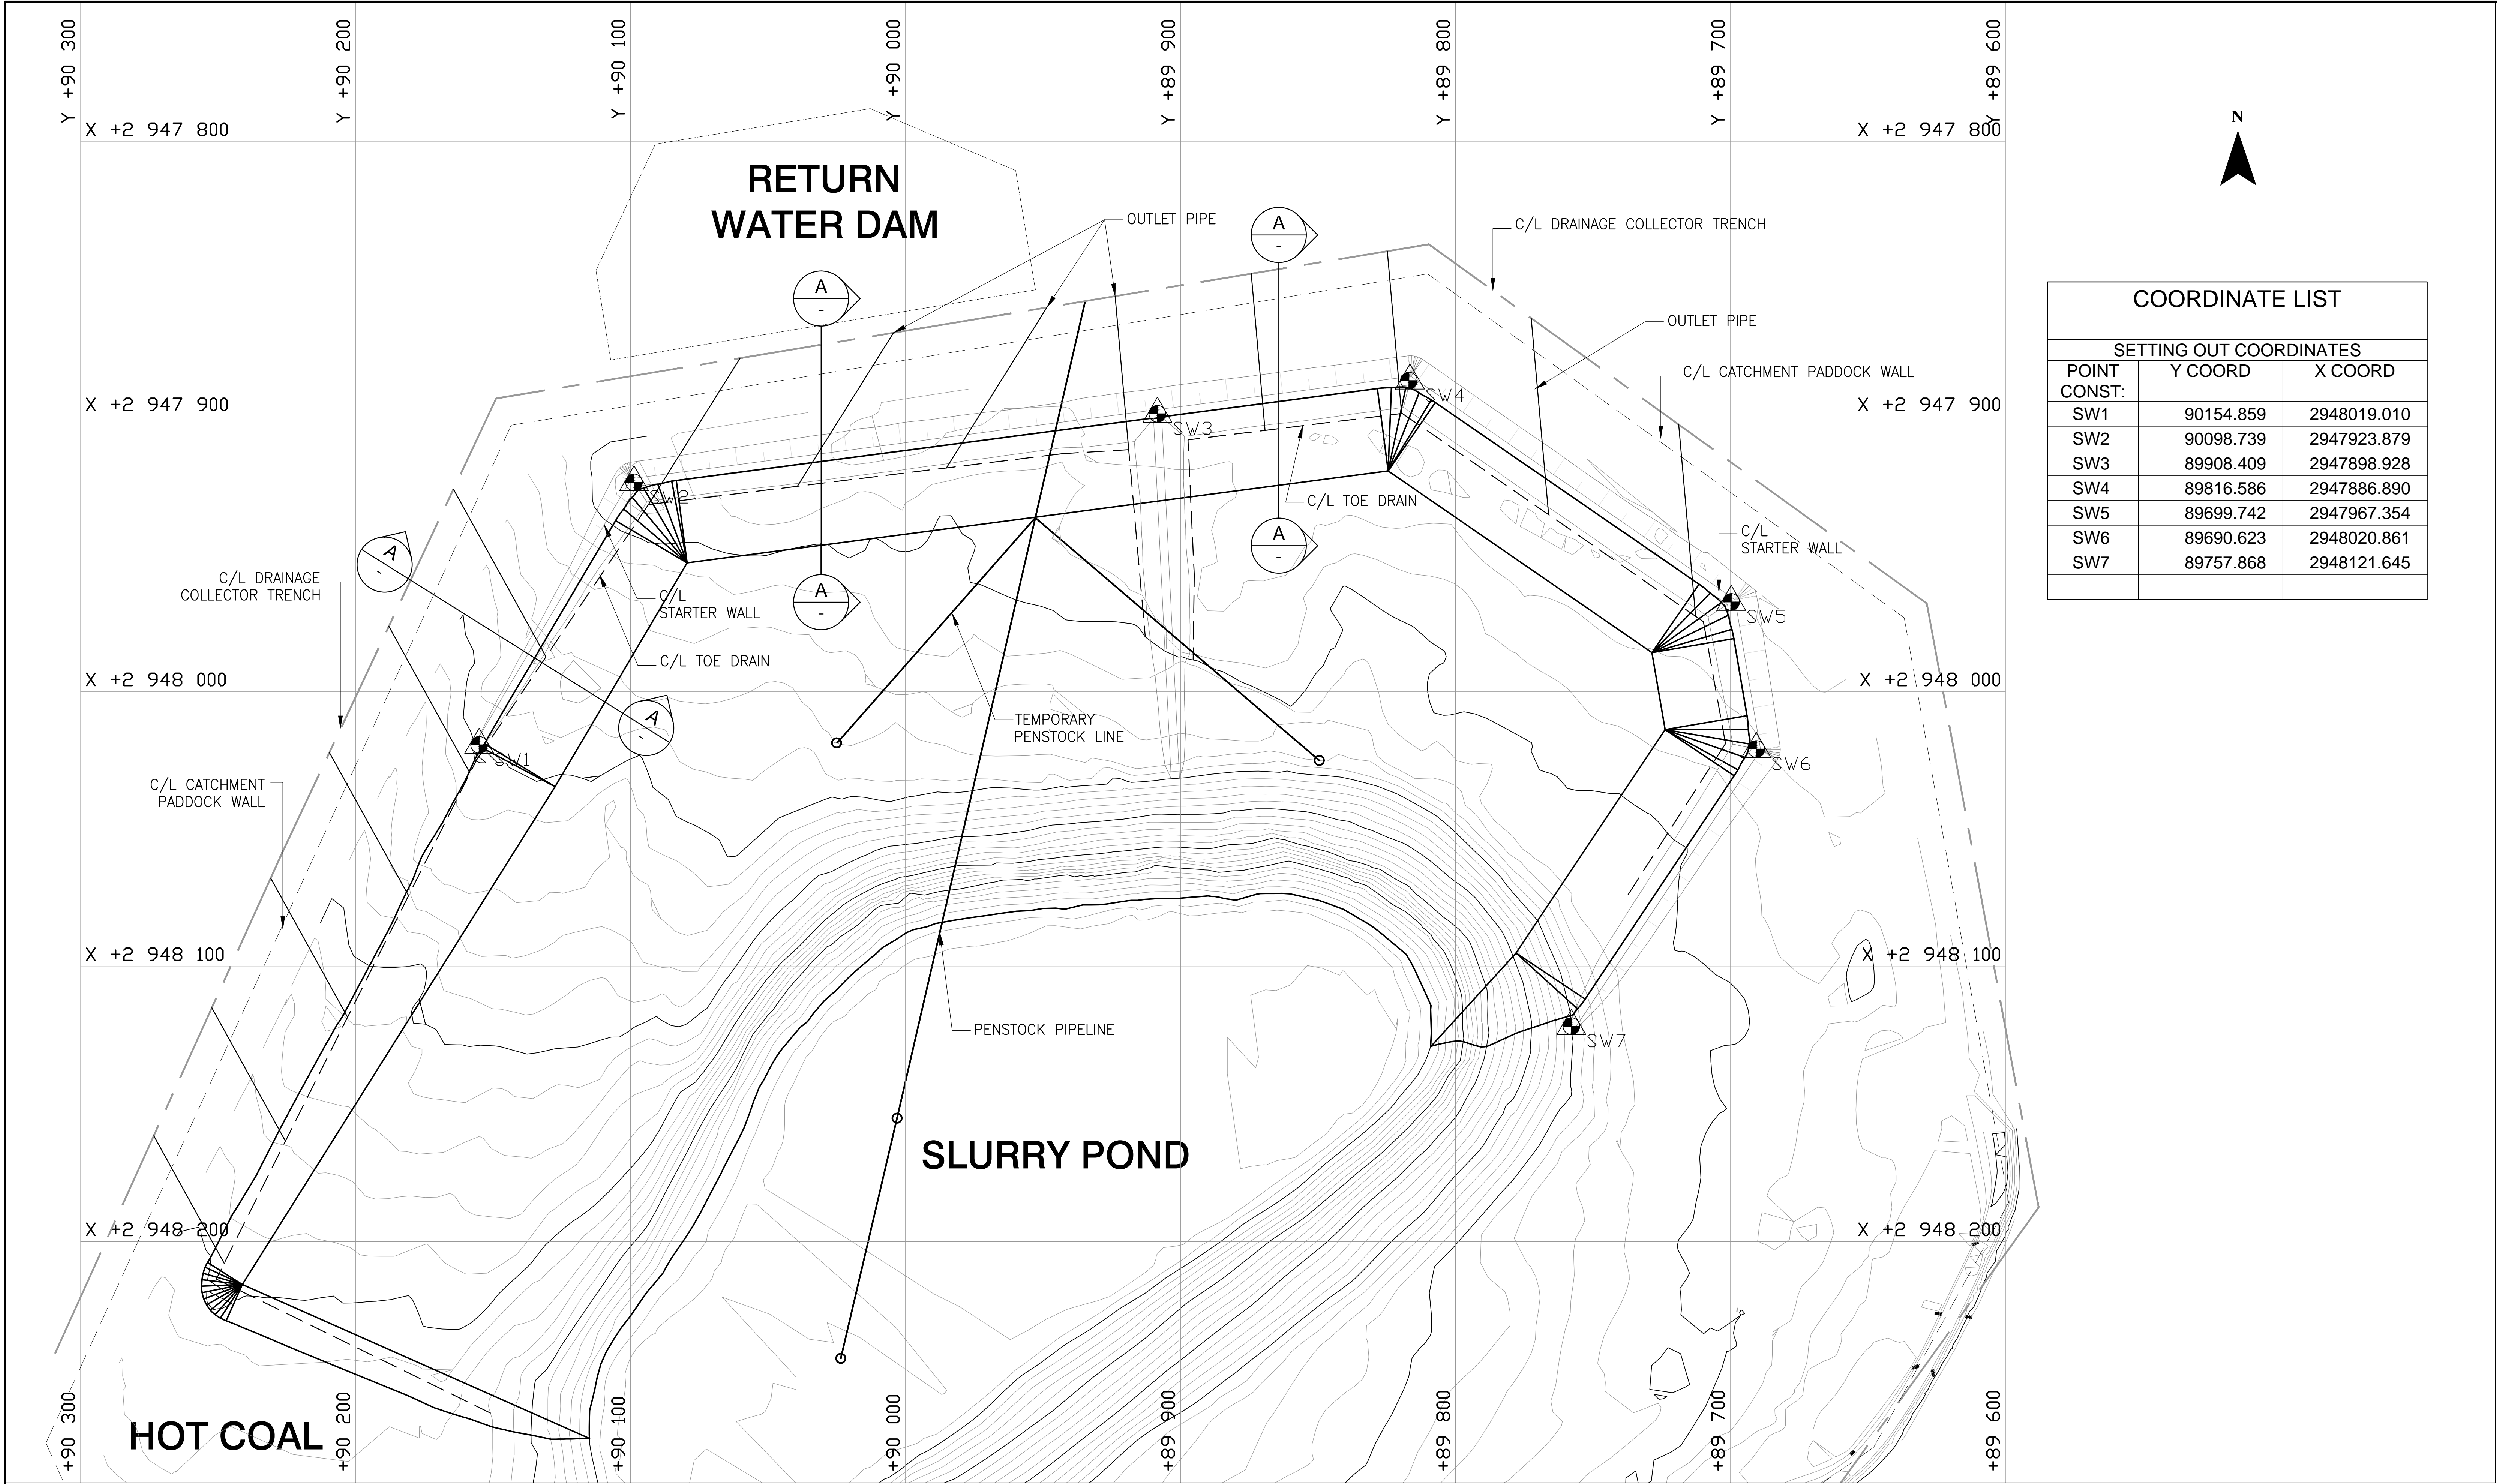 Y +90 300
Y +90 200
Y +90 100
Y +90 000
Y +89 900
Y +89 800
Y +89 700
Y +89 600
X +2 947 800
X +2 947 800
N
RETURN
WATER DAM
OUTLET PIPE
A
-
C/L DRAINAGE COLLECTOR TRENCH
A
-
OUTLET PIPE
C/L CATCHMENT PADDOCK WALL
COORDINATE LIST
SETTING OUT COORDINATES
POINT Y COORD X COORD
CONST:
SW1 90154.859 2948019.010
SW2 90098.739 2947923.879
SW3 89908.409 2947898.928
SW4 89816.586 2947886.890
SW5 89699.742 2947967.354
SW6 89690.623 2948020.861
SW7 89757.868 2948121.645
X +2 947 900
X +2 947 900
SW4
SW3
SW2
C/L TOE DRAIN
A
-
A
-
C/L
STARTER WALL
C/L DRAINAGE
COLLECTOR TRENCH
A
-
C/L
STARTER WALL
SW5
C/L TOE DRAIN
X +2 948 000
X +2 948 000
A
-
TEMPORARY
PENSTOCK LINE
SW1
SW6
C/L CATCHMENT
PADDOCK WALL
X +2 948 100
X +2 948 100
PENSTOCK PIPELINE
SW7
SLURRY POND
X +2 948 200
X +2 948 200
HOT COAL
+90 300
+90 200
+90 100
+90 000
+89 900
+89 800
+89 700
+89 600